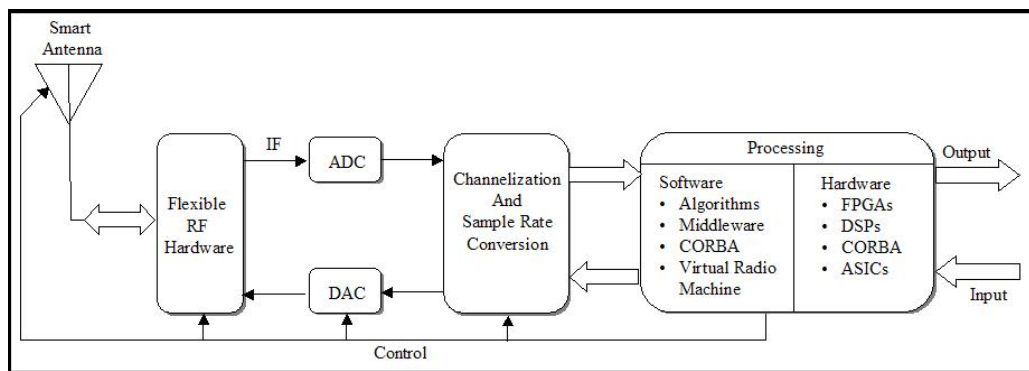 Smart
Antenna
IF
ADC
Flexible
RF
Hardware
DAC
Channelization
And
Sample Rate
Conversion
Processing
Software
• Algorithms
• Middleware
• CORBA
• Virtual Radio
Machine
Hardware
• FPGAs
• DSPs
• CORBA
• ASICs
Output
Input
Control